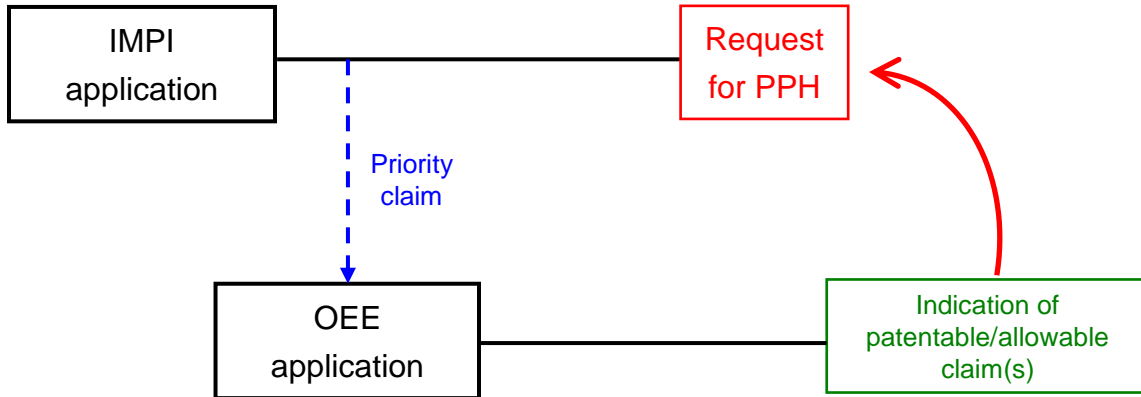 IMPI
application
Request
for PPH
Priority
claim
OEE
application
Indication of
patentable/allowable
claim(s)